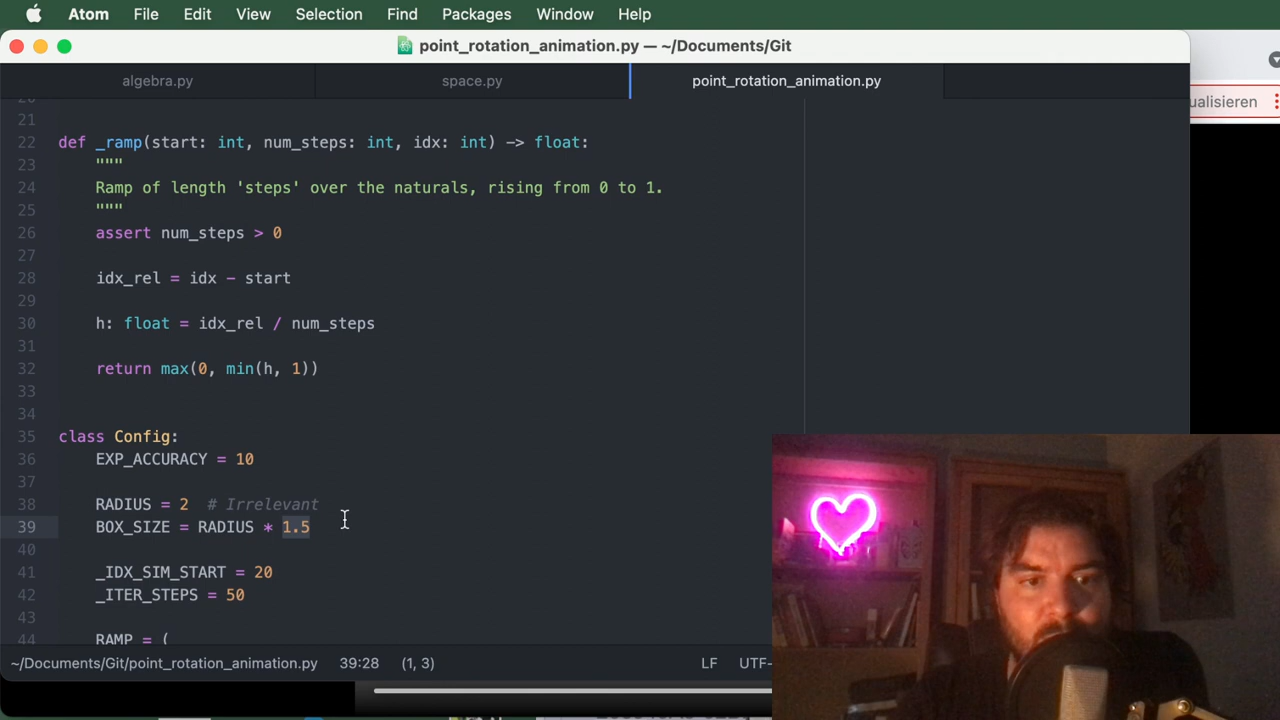 Atom File Edit View Selection Find Packages Window Help
point_rotation_animation.py — ~/Documents/Git
algebra.py space.py point_rotation_animation.py
ualisieren
20
21
22 def _ramp(start: int, num_steps: int, idx: int) -> float:
23 """
24 Ramp of length 'steps' over the naturals, rising from 0 to 1.
25 """
26 assert num_steps > 0
27
28 idx_rel = idx - start
29
30 h: float = idx_rel / num_steps
31
32 return max(0, min(h, 1))
33
34
35 class Config:
36 EXP_ACCURACY = 10
37
38 RADIUS = 2 # Irrelevant
39 BOX_SIZE = RADIUS * 1.5
40
41 _IDX_SIM_START = 20
42 _ITER_STEPS = 50
43
44 RAMP = (
~/Documents/Git/point_rotation_animation.py 39:28 (1, 3) LF UTF-